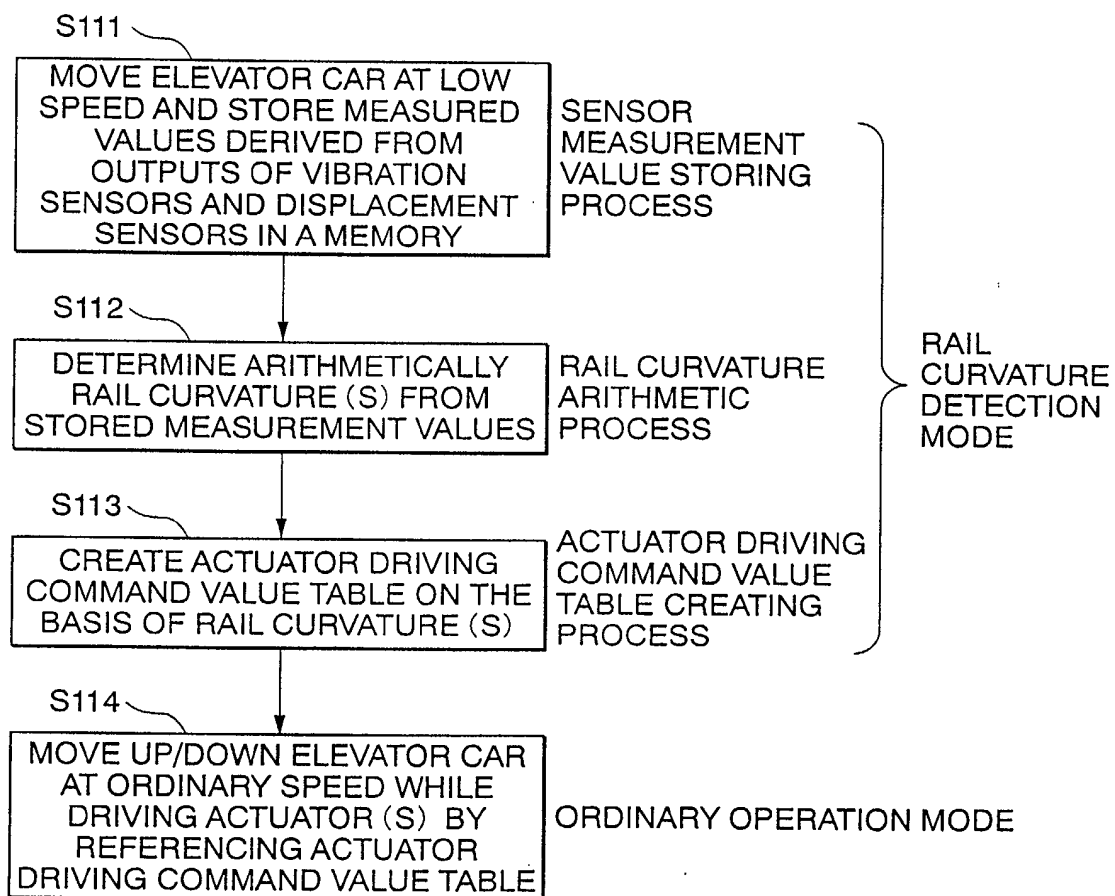 S111
MOVE ELEVATOR CAR AT LOW
SPEED AND STORE MEASURED
VALUES DERIVED FROM
OUTPUTS OF VIBRATION
SENSORS AND DISPLACEMENT
SENSORS IN A MEMORY
SENSOR
MEASUREMENT
VALUE STORING
PROCESS
S112
DETERMINE ARITHMETICALLY
RAIL CURVATURE (S) FROM
STORED MEASUREMENT VALUES
RAIL CURVATURE
ARITHMETIC
PROCESS
RAIL
CURVATURE
DETECTION
MODE
S113
CREATE ACTUATOR DRIVING
COMMAND VALUE TABLE ON THE
BASIS OF RAIL CURVATURE (S)
ACTUATOR DRIVING
COMMAND VALUE
TABLE CREATING
PROCESS
S114
MOVE UP/DOWN ELEVATOR CAR
AT ORDINARY SPEED WHILE
DRIVING ACTUATOR (S) BY
REFERENCING ACTUATOR
DRIVING COMMAND VALUE TABLE
ORDINARY OPERATION MODE